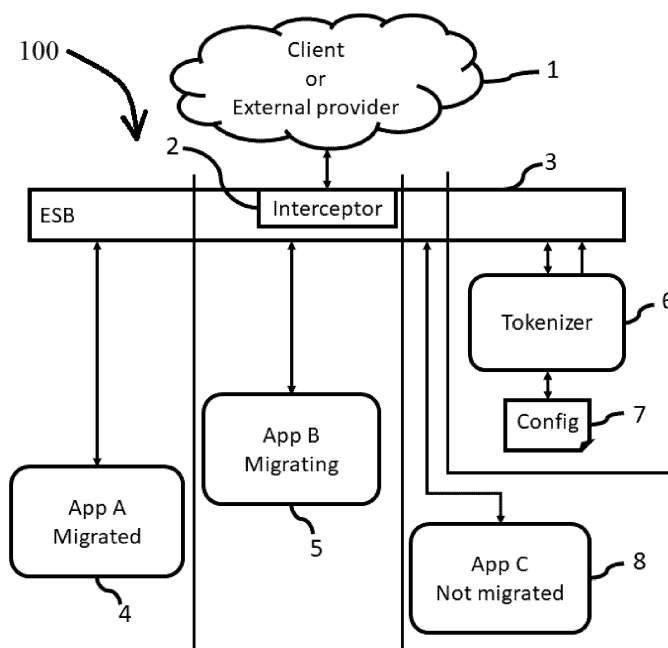 100
Client
or
External provider
1
2
3
ESB
Interceptor
Tokenizer
6
Config
7
App B
Migrating
5
App A
Migrated
4
App C
Not migrated
8